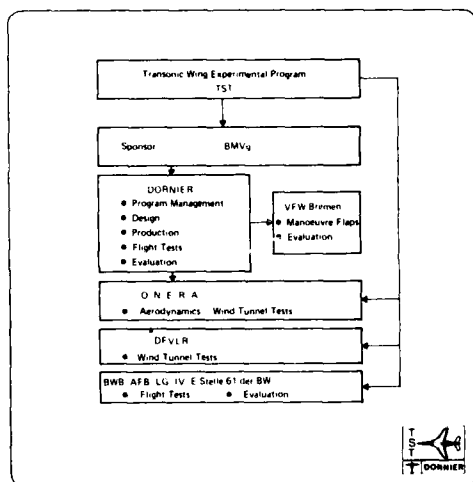 Transonic Wing Experimental Program
TST
Sponsor BMVg
DORNIER
• Program Management
• Design
• Production
• Flight Tests
• Evaluation
VFW Bremen
• Manoeuvre Flaps
• Evaluation
O N E R A
• Aerodynamics Wind Tunnel Tests
DFVLR
• Wind Tunnel Tests
BWB AFB LG IV E Stelle 61 der BW
• Flight Tests • Evaluation
T
S
T
DORNIER